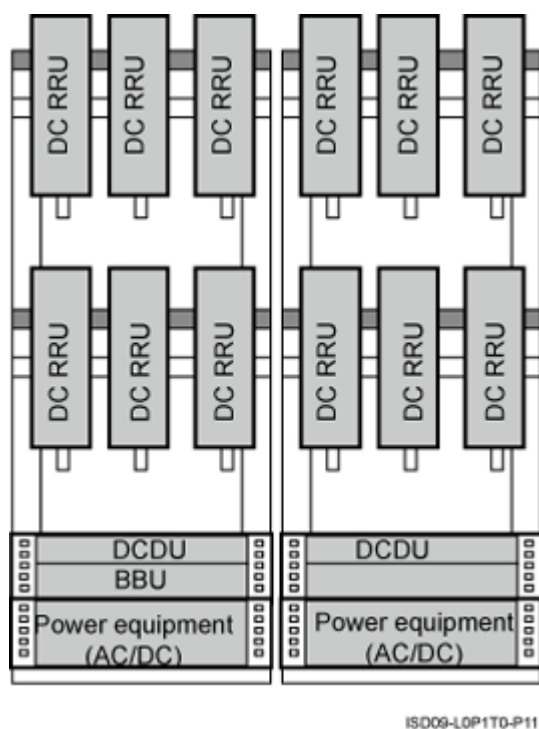 DC RRU DC RRU DC RRU DC RRU DC RRU DC RRU
DC RRU DC RRU DC RRU DC RRU DC RRU DC RRU
DCDU DCDU
BBU
Power equipment Power equipment
(AC/DC) (AC/DC)
ISD09-L0P1T0-P11